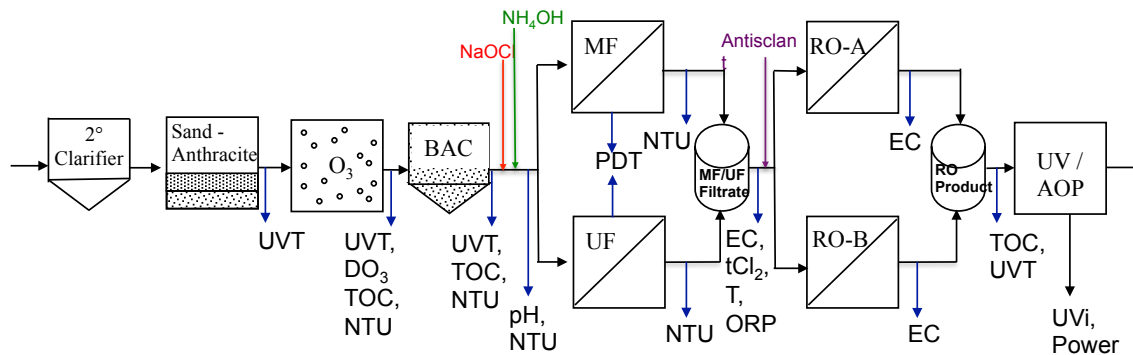 NH4OH
NaOCl
Antisclan
t
2°
Clarifier
Sand -
Anthracite
O3
BAC
MF
UF
MF/UF
Filtrate
RO-A
RO-B
RO
Product
UV /
AOP
UVT
UVT,
DO3
TOC,
NTU
UVT,
TOC,
NTU
pH,
NTU
PDT
NTU
NTU
EC,
tCl2,
T,
ORP
EC
EC
TOC,
UVT
UVi,
Power